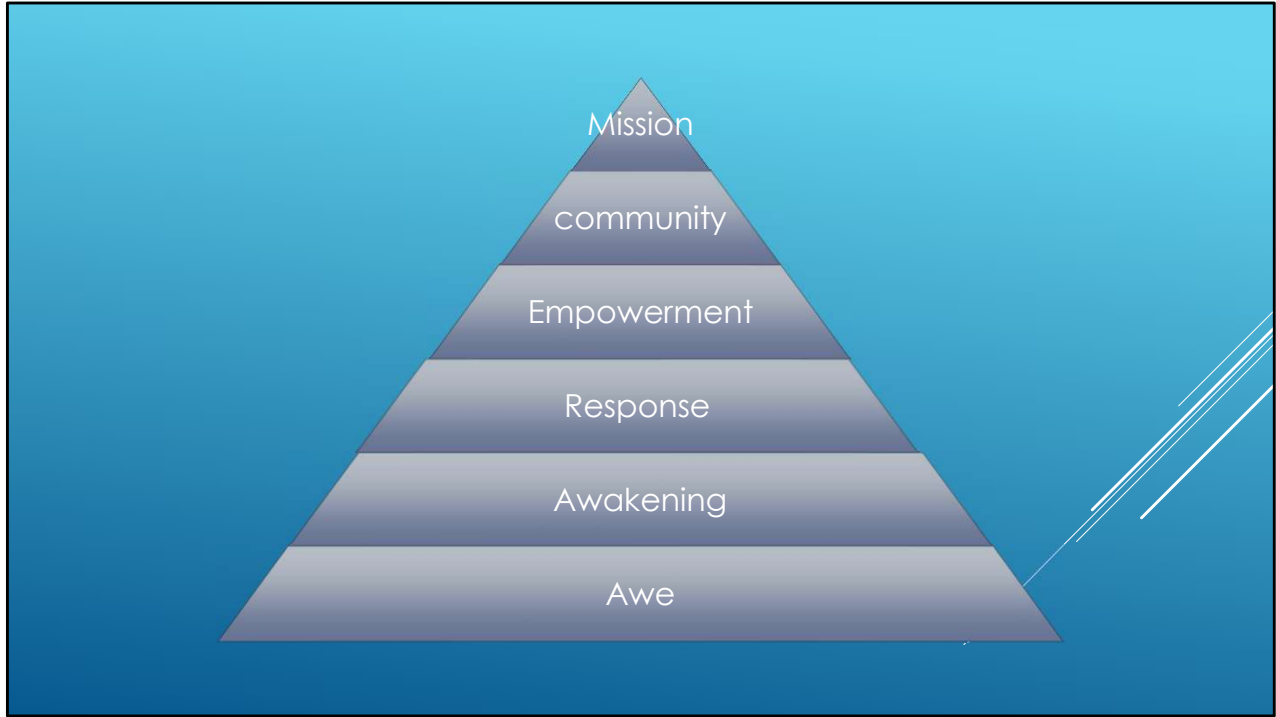 Mission
community
Empowerment
Response
Awakening
Awe